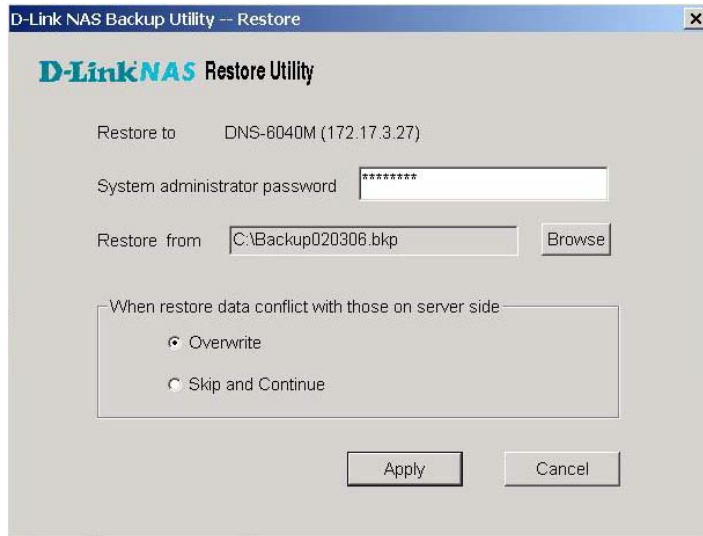 D-Link NAS Backup Utility -- Restore
D-Link NAS Restore Utility
Restore to DNS-6040M (172.17.3.27)
System administrator password ********
Restore from C:\Backup020306.bkp Browse
When restore data conflict with those on server side
Overwrite
Skip and Continue
Apply Cancel